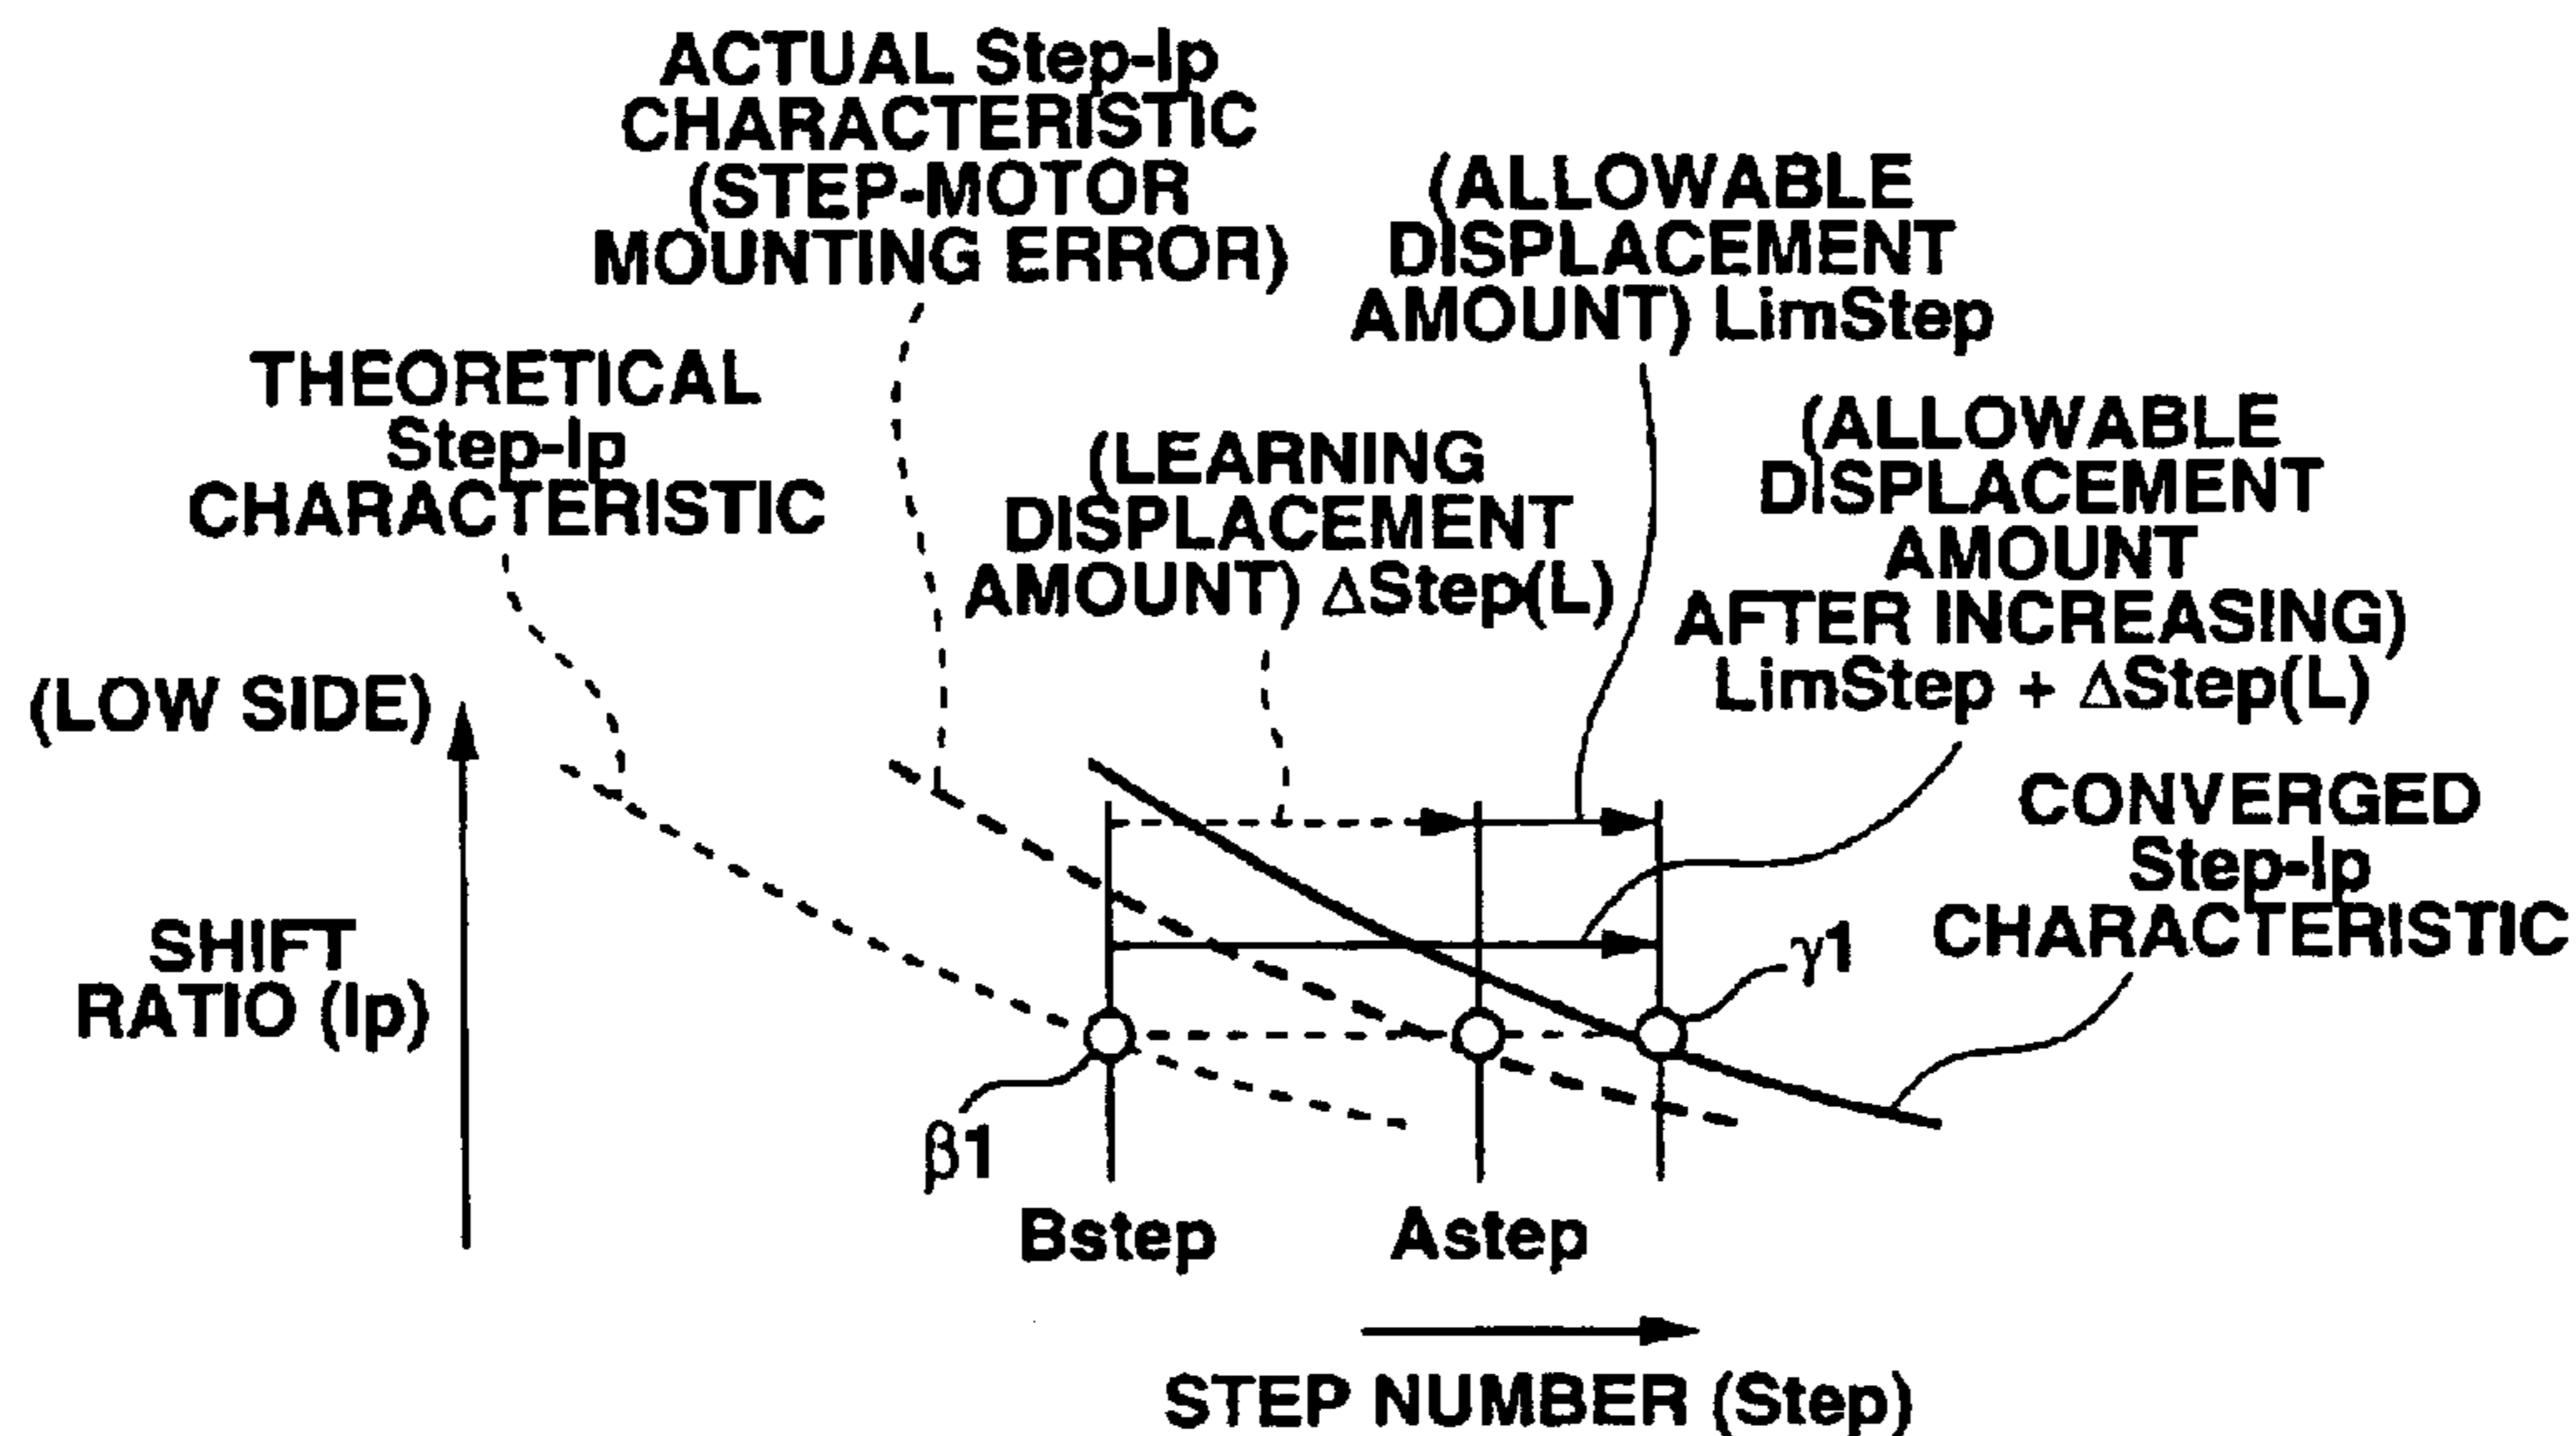 ACTUAL Step-Ip
CHARACTERISTIC
(STEP-MOTOR
MOUNTING ERROR)
(ALLOWABLE
DISPLACEMENT
AMOUNT) LimStep
THEORETICAL
Step-Ip
CHARACTERISTIC
(LEARNING
DISPLACEMENT
AMOUNT) ΔStep(L)
(ALLOWABLE
DISPLACEMENT
AMOUNT
AFTER INCREASING)
LimStep + ΔStep(L)
(LOW SIDE)
CONVERGED
Step-Ip
CHARACTERISTIC
SHIFT
RATIO (Ip)
γ1
β1
Bstep
Astep
STEP NUMBER (Step)